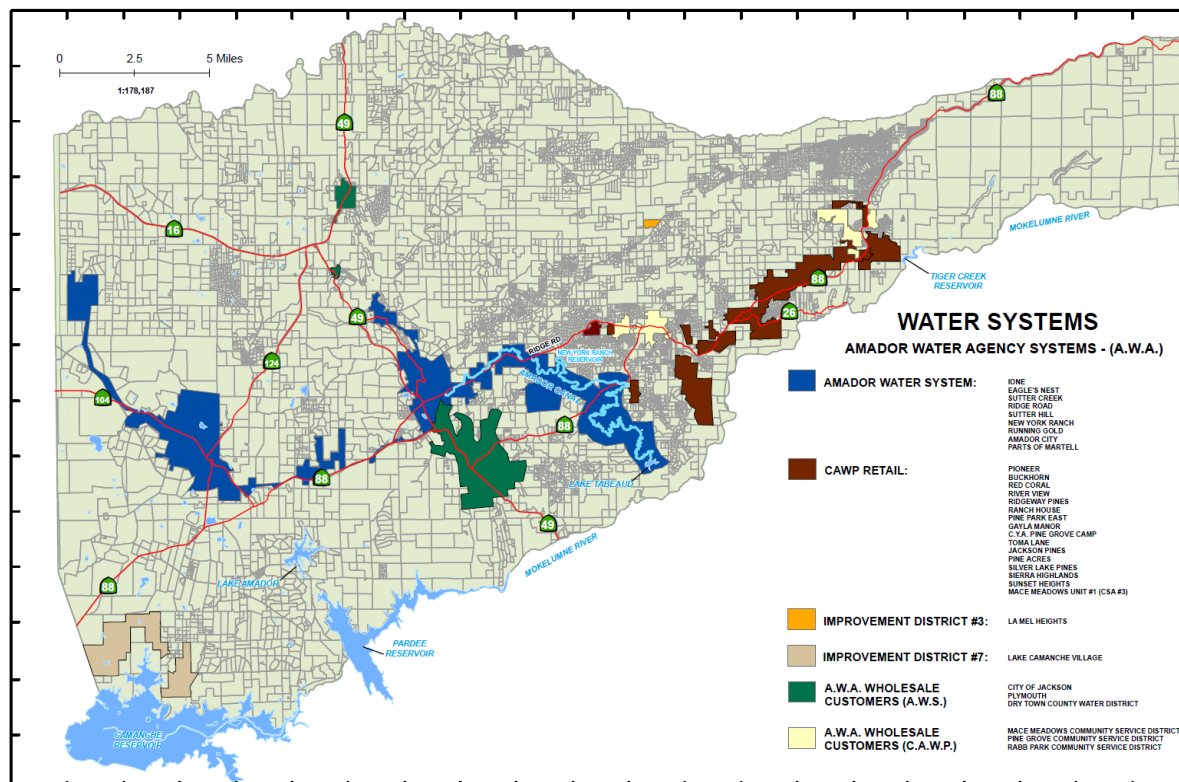 0 2.5 5 Miles
1:178,187
88
49
16
MOKELUMNE RIVER
TIGER CREEK
RESERVOIR
88
49
26
RIDGE RD
NEW YORK RANCH
RESERVOIR
124
AMADOR CANAL
104
88
88
LAKE TABEAUD
49
MOKELUMNE RIVER
LAKE AMADOR
88
PARDEE
RESERVOIR
CAMANCHE
RESERVOIR
WATER SYSTEMS
AMADOR WATER AGENCY SYSTEMS - (A.W.A.)
AMADOR WATER SYSTEM:
IONE
EAGLE'S NEST
SUTTER CREEK
RIDGE ROAD
SUTTER HILL
NEW YORK RANCH
RUNNING GOLD
AMADOR CITY
PARTS OF MARTELL
CAWP RETAIL:
PIONEER
BUCKHORN
RED CORAL
RIVER VIEW
RIDGEWAY PINES
RANCH HOUSE
PINE PARK EAST
GAYLA MANOR
C.Y.A. PINE GROVE CAMP
TOMA LANE
JACKSON PINES
PINE ACRES
SILVER LAKE PINES
SIERRA HIGHLANDS
SUNSET HEIGHTS
MACE MEADOWS UNIT #1 (CSA #3)
IMPROVEMENT DISTRICT #3:
LA MEL HEIGHTS
IMPROVEMENT DISTRICT #7:
LAKE CAMANCHE VILLAGE
A.W.A. WHOLESALE
CUSTOMERS (A.W.S.)
CITY OF JACKSON
PLYMOUTH
DRY TOWN COUNTY WATER DISTRICT
A.W.A. WHOLESALE
CUSTOMERS (C.A.W.P.)
MACE MEADOWS COMMUNITY SERVICE DISTRICT
PINE GROVE COMMUNITY SERVICE DISTRICT
RABB PARK COMMUNITY SERVICE DISTRICT